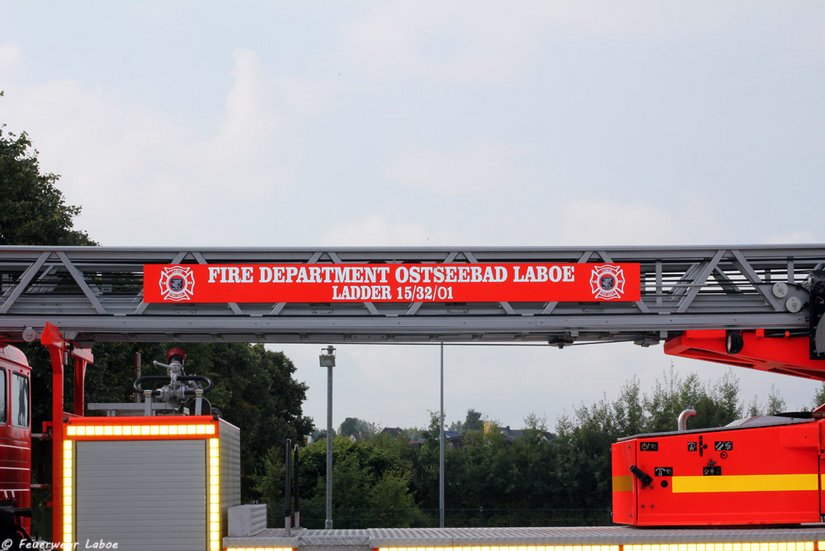 FIRE DEPARTMENT OSTSEEBAD LABOE
LADDER 15/32/01
© Feuerwehr Laboe